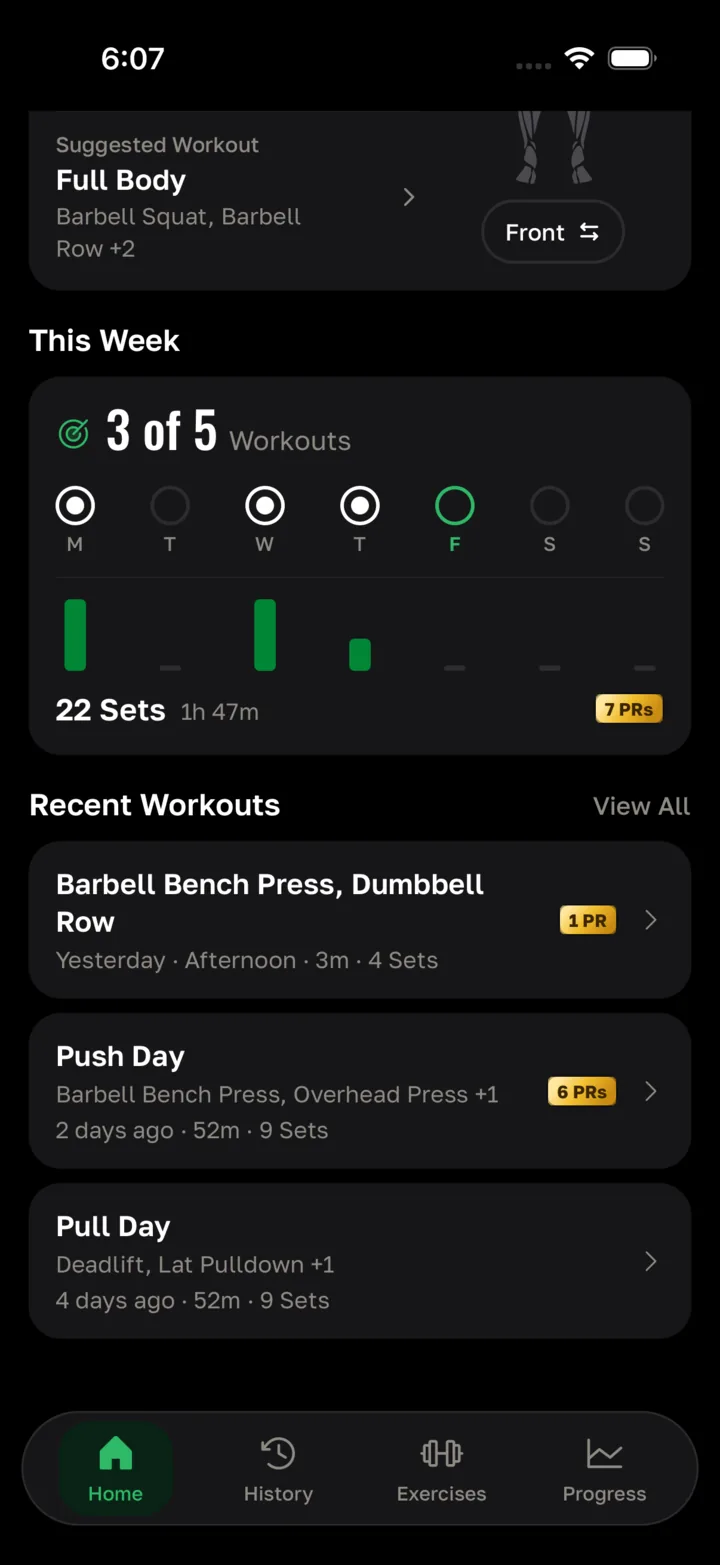 6:07
Suggested Workout
Full Body
Barbell Squat, Barbell
Row +2
Front
This Week
3 of 5 Workouts
M T W T F S S
22 Sets 1h 47m 7 PRs
Recent Workouts View All
Barbell Bench Press, Dumbbell
Row
1 PR
Yesterday · Afternoon · 3m · 4 Sets
Push Day
Barbell Bench Press, Overhead Press +1
6 PRs
2 days ago · 52m · 9 Sets
Pull Day
Deadlift, Lat Pulldown +1
4 days ago · 52m · 9 Sets
Home History Exercises Progress